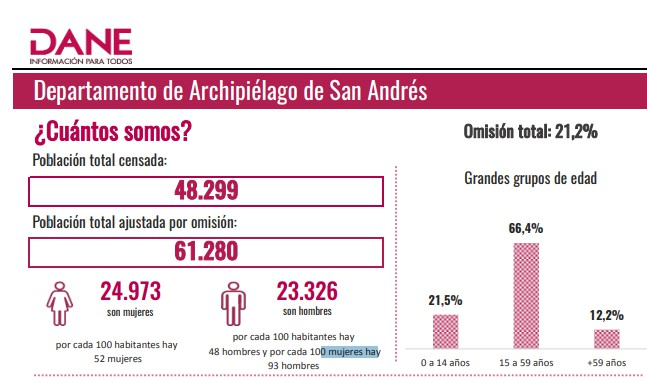 DANE
INFORMACIÓN PARA TODOS
Departamento de Archipiélago de San Andrés
¿Cuántos somos?
Población total censada:
48.299
Población total ajustada por omisión:
61.280
24.973
son mujeres
por cada 100 habitantes hay
52 mujeres
23.326
son hombres
por cada 100 habitantes hay
48 hombres y por cada 100 mujeres hay
93 hombres
Omisión total: 21,2%
Grandes grupos de edad
21,5%
66,4%
12,2%
0 a 14 años
15 a 59 años
+59 años